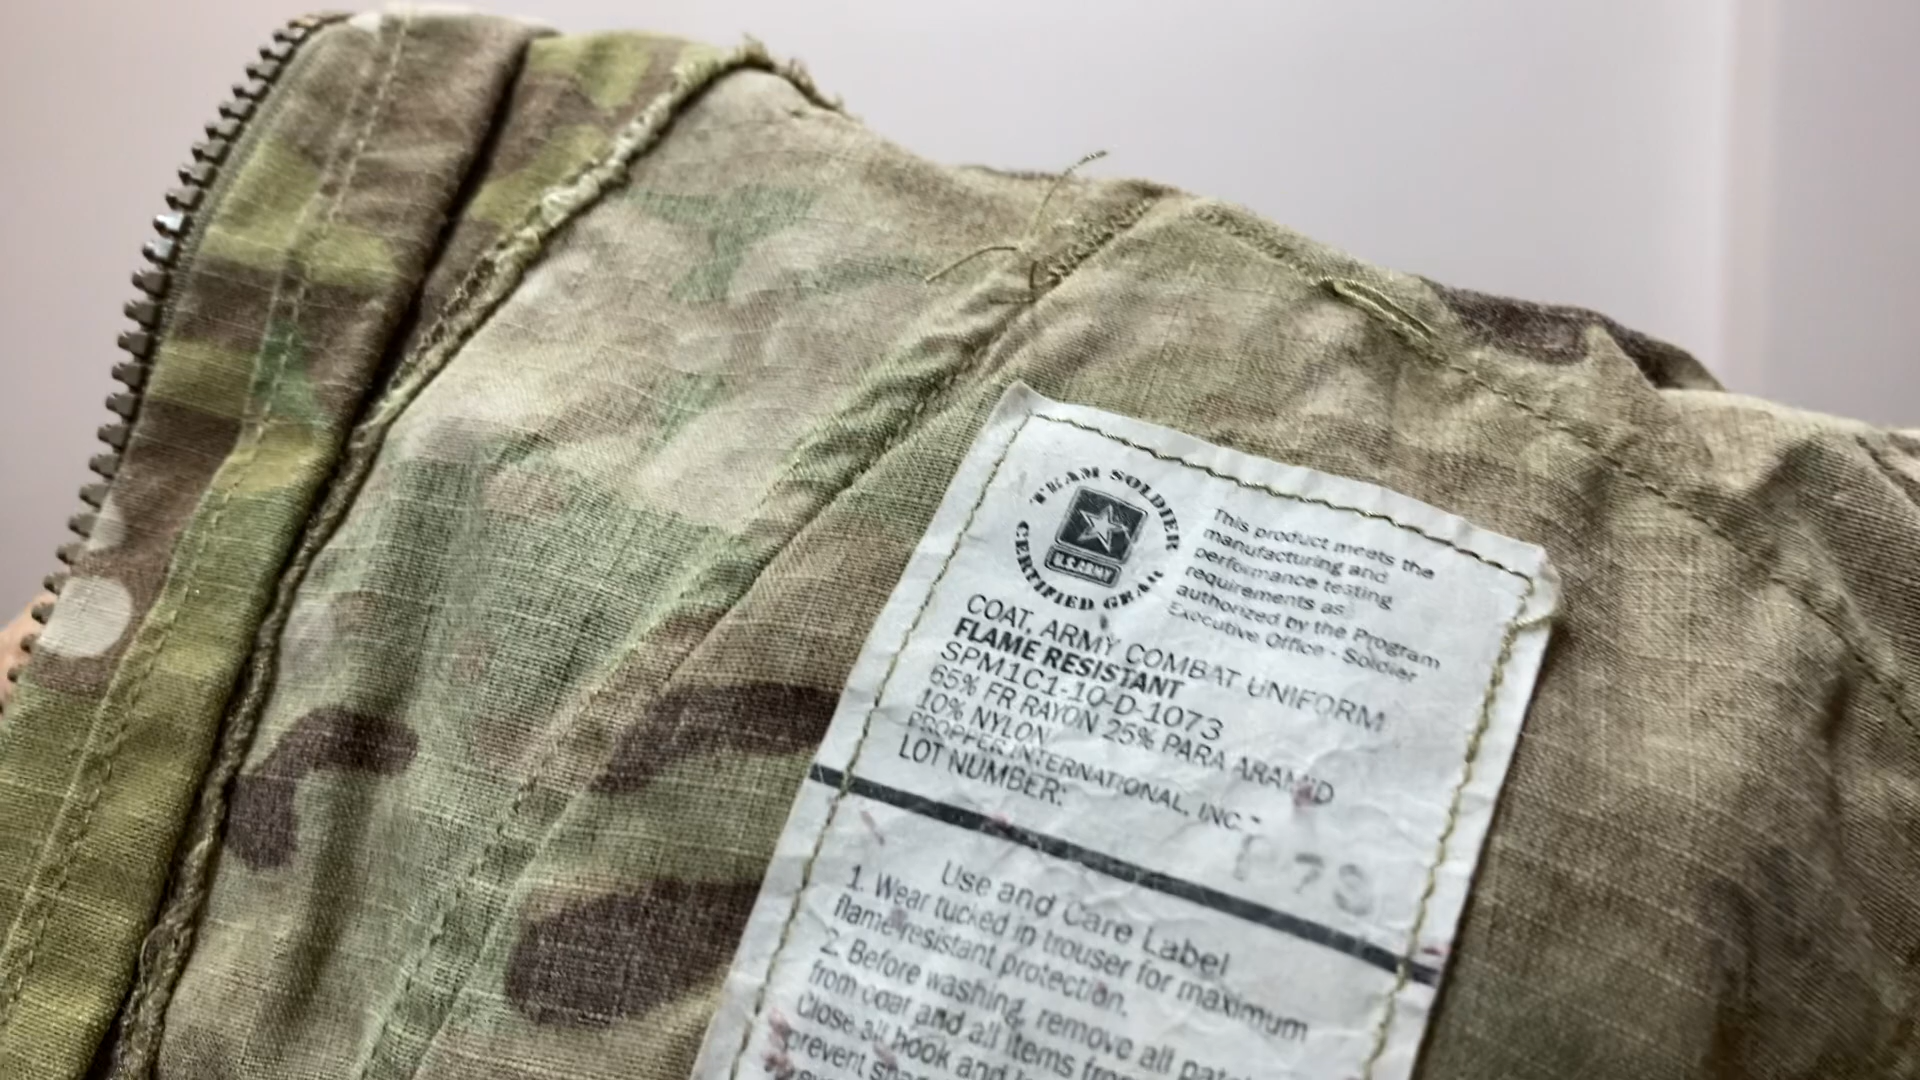 TEAM SOLDIER
CERTIFIED GEAR
U.S.ARMY
This product meets the
manufacturing and
performance testing
requirements as
authorized by the Program
Executive Office - Soldier
COAT, ARMY COMBAT UNIFORM
FLAME RESISTANT
SPM1C1-10-D-1073
65% FR RAYON 25% PARA ARAMID
10% NYLON
PROPPER INTERNATIONAL, INC.
LOT NUMBER:
Use and Care Label
1. Wear tucked in trouser for maximum
flame resistant protection.
2. Before washing, remove all
from coat and all items
Close all hook and
prevent